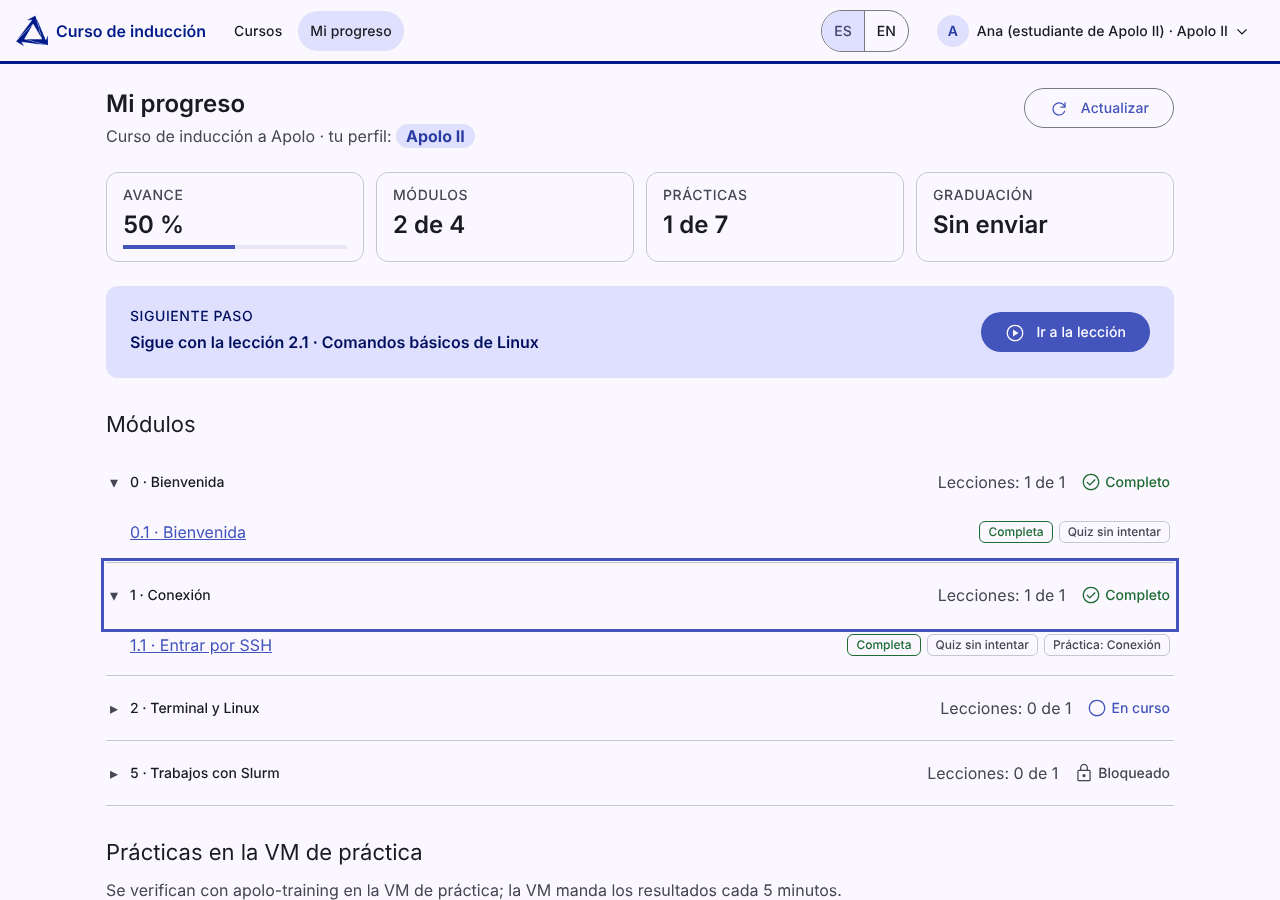 Curso de inducción
Cursos
Mi progreso
ES
EN
A
Ana (estudiante de Apolo II) · Apolo II
Mi progreso
Curso de inducción a Apolo · tu perfil: Apolo II
Actualizar
AVANCE
50 %
MÓDULOS
2 de 4
PRÁCTICAS
1 de 7
GRADUACIÓN
Sin enviar
SIGUIENTE PASO
Sigue con la lección 2.1 · Comandos básicos de Linux
Ir a la lección
Módulos
0 · Bienvenida
Lecciones: 1 de 1
Completo
0.1 · Bienvenida
Completa
Quiz sin intentar
1 · Conexión
Lecciones: 1 de 1
Completo
1.1 · Entrar por SSH
Completa
Quiz sin intentar
Práctica: Conexión
2 · Terminal y Linux
Lecciones: 0 de 1
En curso
5 · Trabajos con Slurm
Lecciones: 0 de 1
Bloqueado
Prácticas en la VM de práctica
Se verifican con apolo-training en la VM de práctica; la VM manda los resultados cada 5 minutos.